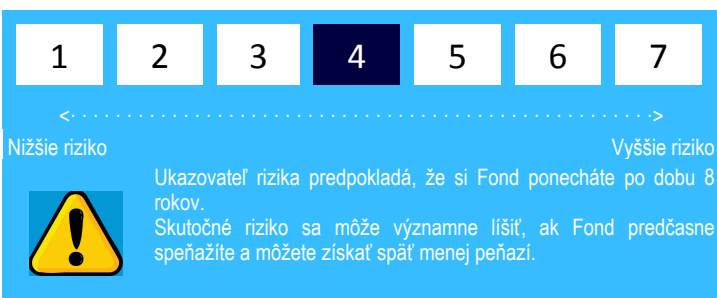 1 2 3 4 5 6 7
Nižšie riziko Vyššie riziko
Ukazovateľ rizika predpokladá, že si Fond ponecháte po dobu 8
rokov.
Skutočné riziko sa môže významne líšiť, ak Fond predčasne
speňažíte a môžete získať späť menej peňazí.